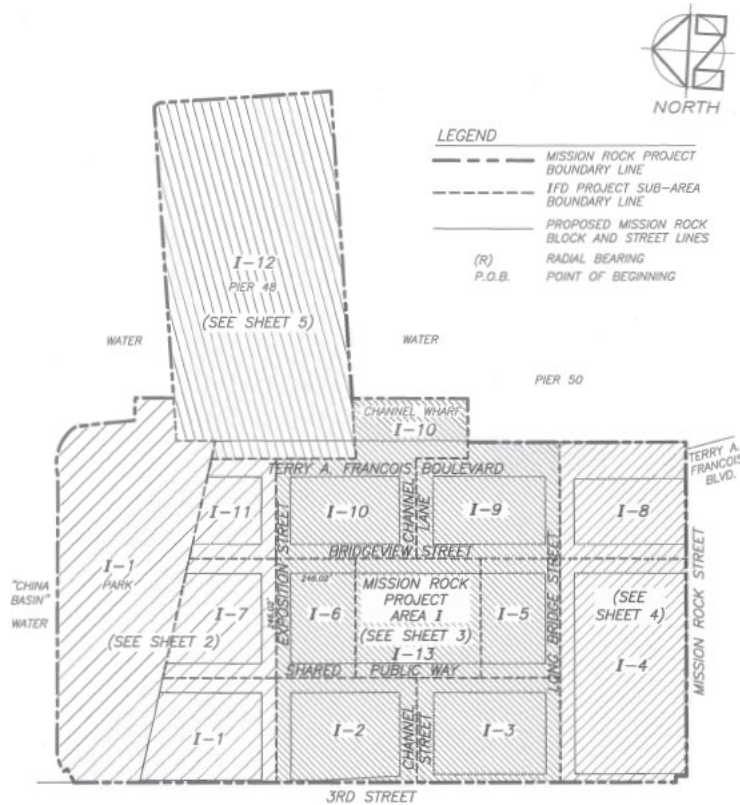 NORTH
LEGEND
MISSION ROCK PROJECT
BOUNDARY LINE
IFD PROJECT SUB-AREA
BOUNDARY LINE
PROPOSED MISSION ROCK
BLOCK AND STREET LINES
(R) RADIAL BEARING
P.O.B. POINT OF BEGINNING
I-12
PIER 48
(SEE SHEET 5)
WATER
WATER
PIER 50
CHANNEL WHARF
I-10
TERRY A. FRANCOIS BOULEVARD
TERRY A.
FRANCOIS
BLVD.
I-11
EXPOSITION STREET
I-10
CHANNEL
LANE
I-9
LONG BRIDGE STREET
I-8
BRIDGEVIEW STREET
MISSION ROCK STREET
I-1
PARK
(SEE SHEET 2)
"CHINA
BASIN"
WATER
I-7
248.02'
I-6
MISSION ROCK
PROJECT
AREA I
(SEE SHEET 3)
I-13
I-5
(SEE
SHEET 4)
I-4
SHARED PUBLIC WAY
I-1
I-2
CHANNEL
STREET
I-3
3RD STREET